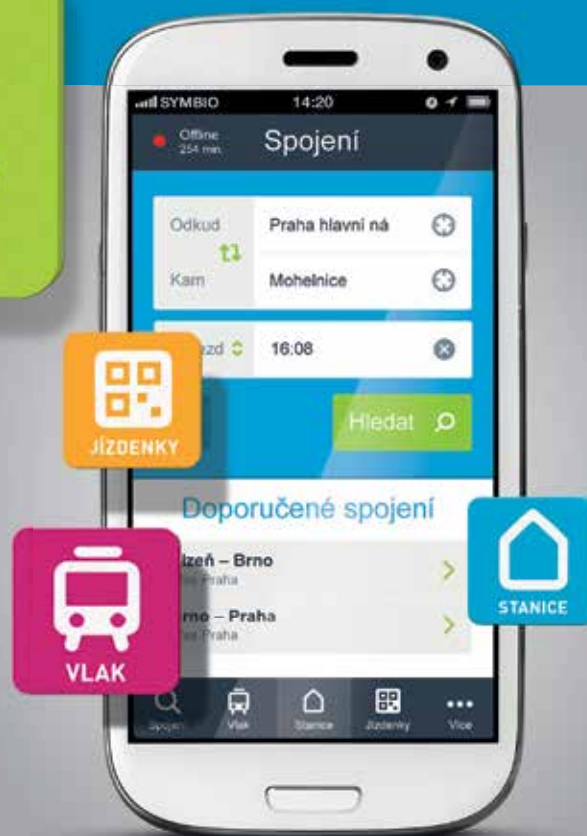 SYMBIO 14:20
Offline
254 min.
Spojení
Odkud Praha hlavní ná
Kam Mohelnice
16:08
Hledat
JÍZDENKY
Doporučené spojení
– Brno
Praha
– Praha
Praha
STANICE
VLAK
Spojení Vlak Stanice Jízdenky Více